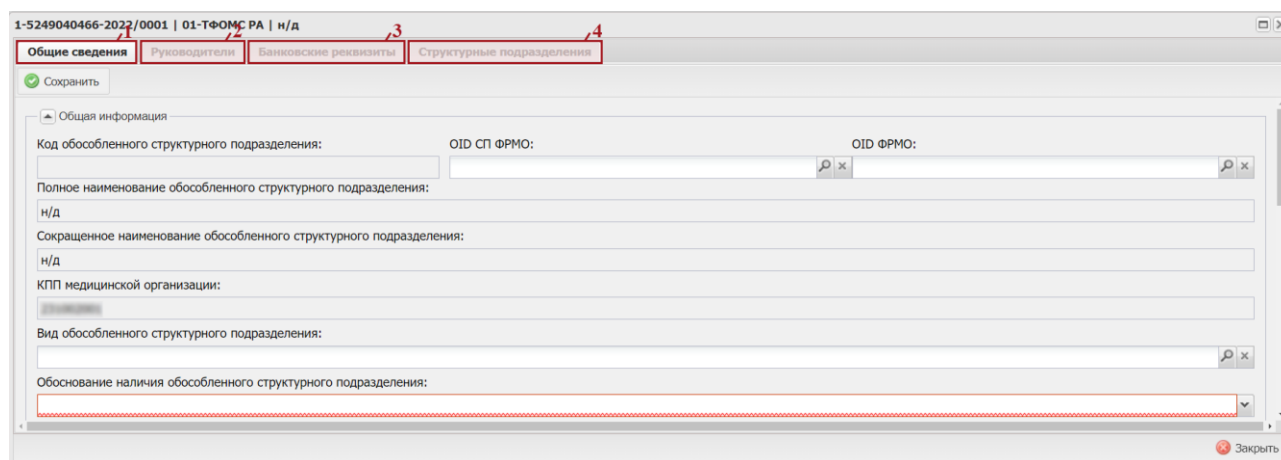 1-5249040466-2022/0001 | 01-ТФОМС РА | н/д
1 2 3 4
Общие сведения Руководители Банковские реквизиты Структурные подразделения
Сохранить
Общая информация
Код обособленного структурного подразделения: OID СП ФРМО: OID ФРМО:
Полное наименование обособленного структурного подразделения:
н/д
Сокращенное наименование обособленного структурного подразделения:
н/д
КПП медицинской организации:
Вид обособленного структурного подразделения:
Обоснование наличия обособленного структурного подразделения:
Закрыть